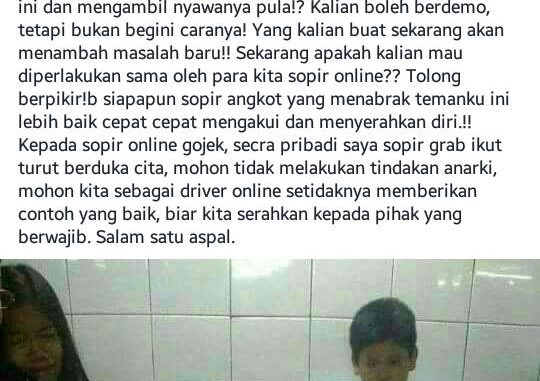 ini dan mengambil nyawanya pula!? Kalian boleh berdemo,
tetapi bukan begini caranya! Yang kalian buat sekarang akan
menambah masalah baru!! Sekarang apakah kalian mau
diperlakukan sama oleh para kita sopir online?? Tolong
berpikir!b siapapun sopir angkot yang menabrak temanku ini
lebih baik cepat cepat mengakui dan menyerahkan diri.!!
Kepada sopir online gojek, secra pribadi saya sopir grab ikut
turut berduka cita, mohon tidak melakukan tindakan anarki,
mohon kita sebagai driver online setidaknya memberikan
contoh yang baik, biar kita serahkan kepada pihak yang
berwajib. Salam satu aspal.